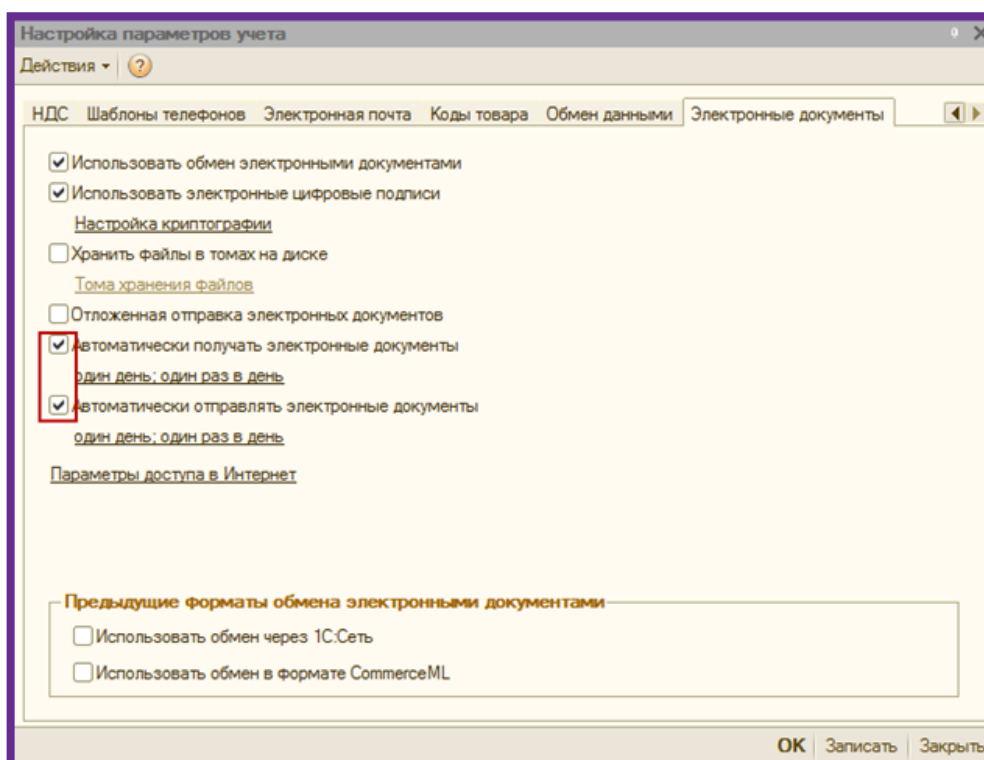 Настройка параметров учета
Действия
НДС Шаблоны телефонов Электронная почта Коды товара Обмен данными Электронные документы
Использовать обмен электронными документами
Использовать электронные цифровые подписи
Настройка криптографии
Хранить файлы в томах на диске
Тома хранения файлов
Отложенная отправка электронных документов
Автоматически получать электронные документы
один день; один раз в день
Автоматически отправлять электронные документы
один день; один раз в день
Параметры доступа в Интернет
Предыдущие форматы обмена электронными документами
Использовать обмен через 1С:Сеть
Использовать обмен в формате CommerceML
OK Записать Закрыть